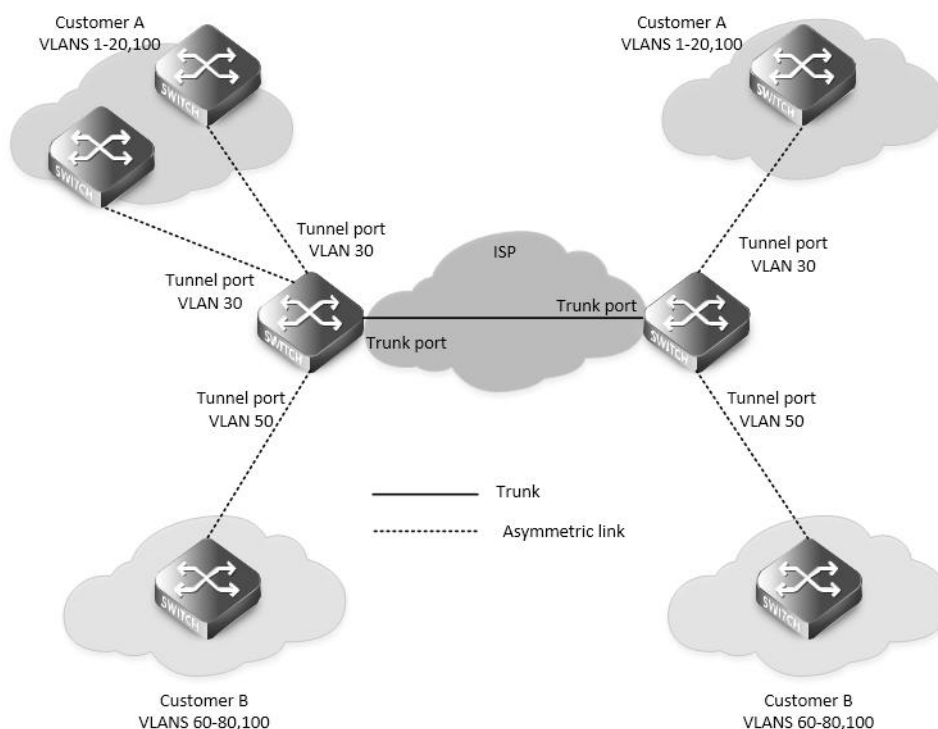 Customer A
VLANS 1-20,100
Customer A
VLANS 1-20,100
SWITCH
SWITCH
SWITCH
Tunnel port
VLAN 30
Tunnel port
VLAN 30
ISP
Tunnel port
VLAN 30
Trunk port
Trunk port
SWITCH
SWITCH
Tunnel port
VLAN 50
Tunnel port
VLAN 50
Trunk
Asymmetric link
SWITCH
SWITCH
Customer B
VLANS 60-80,100
Customer B
VLANS 60-80,100